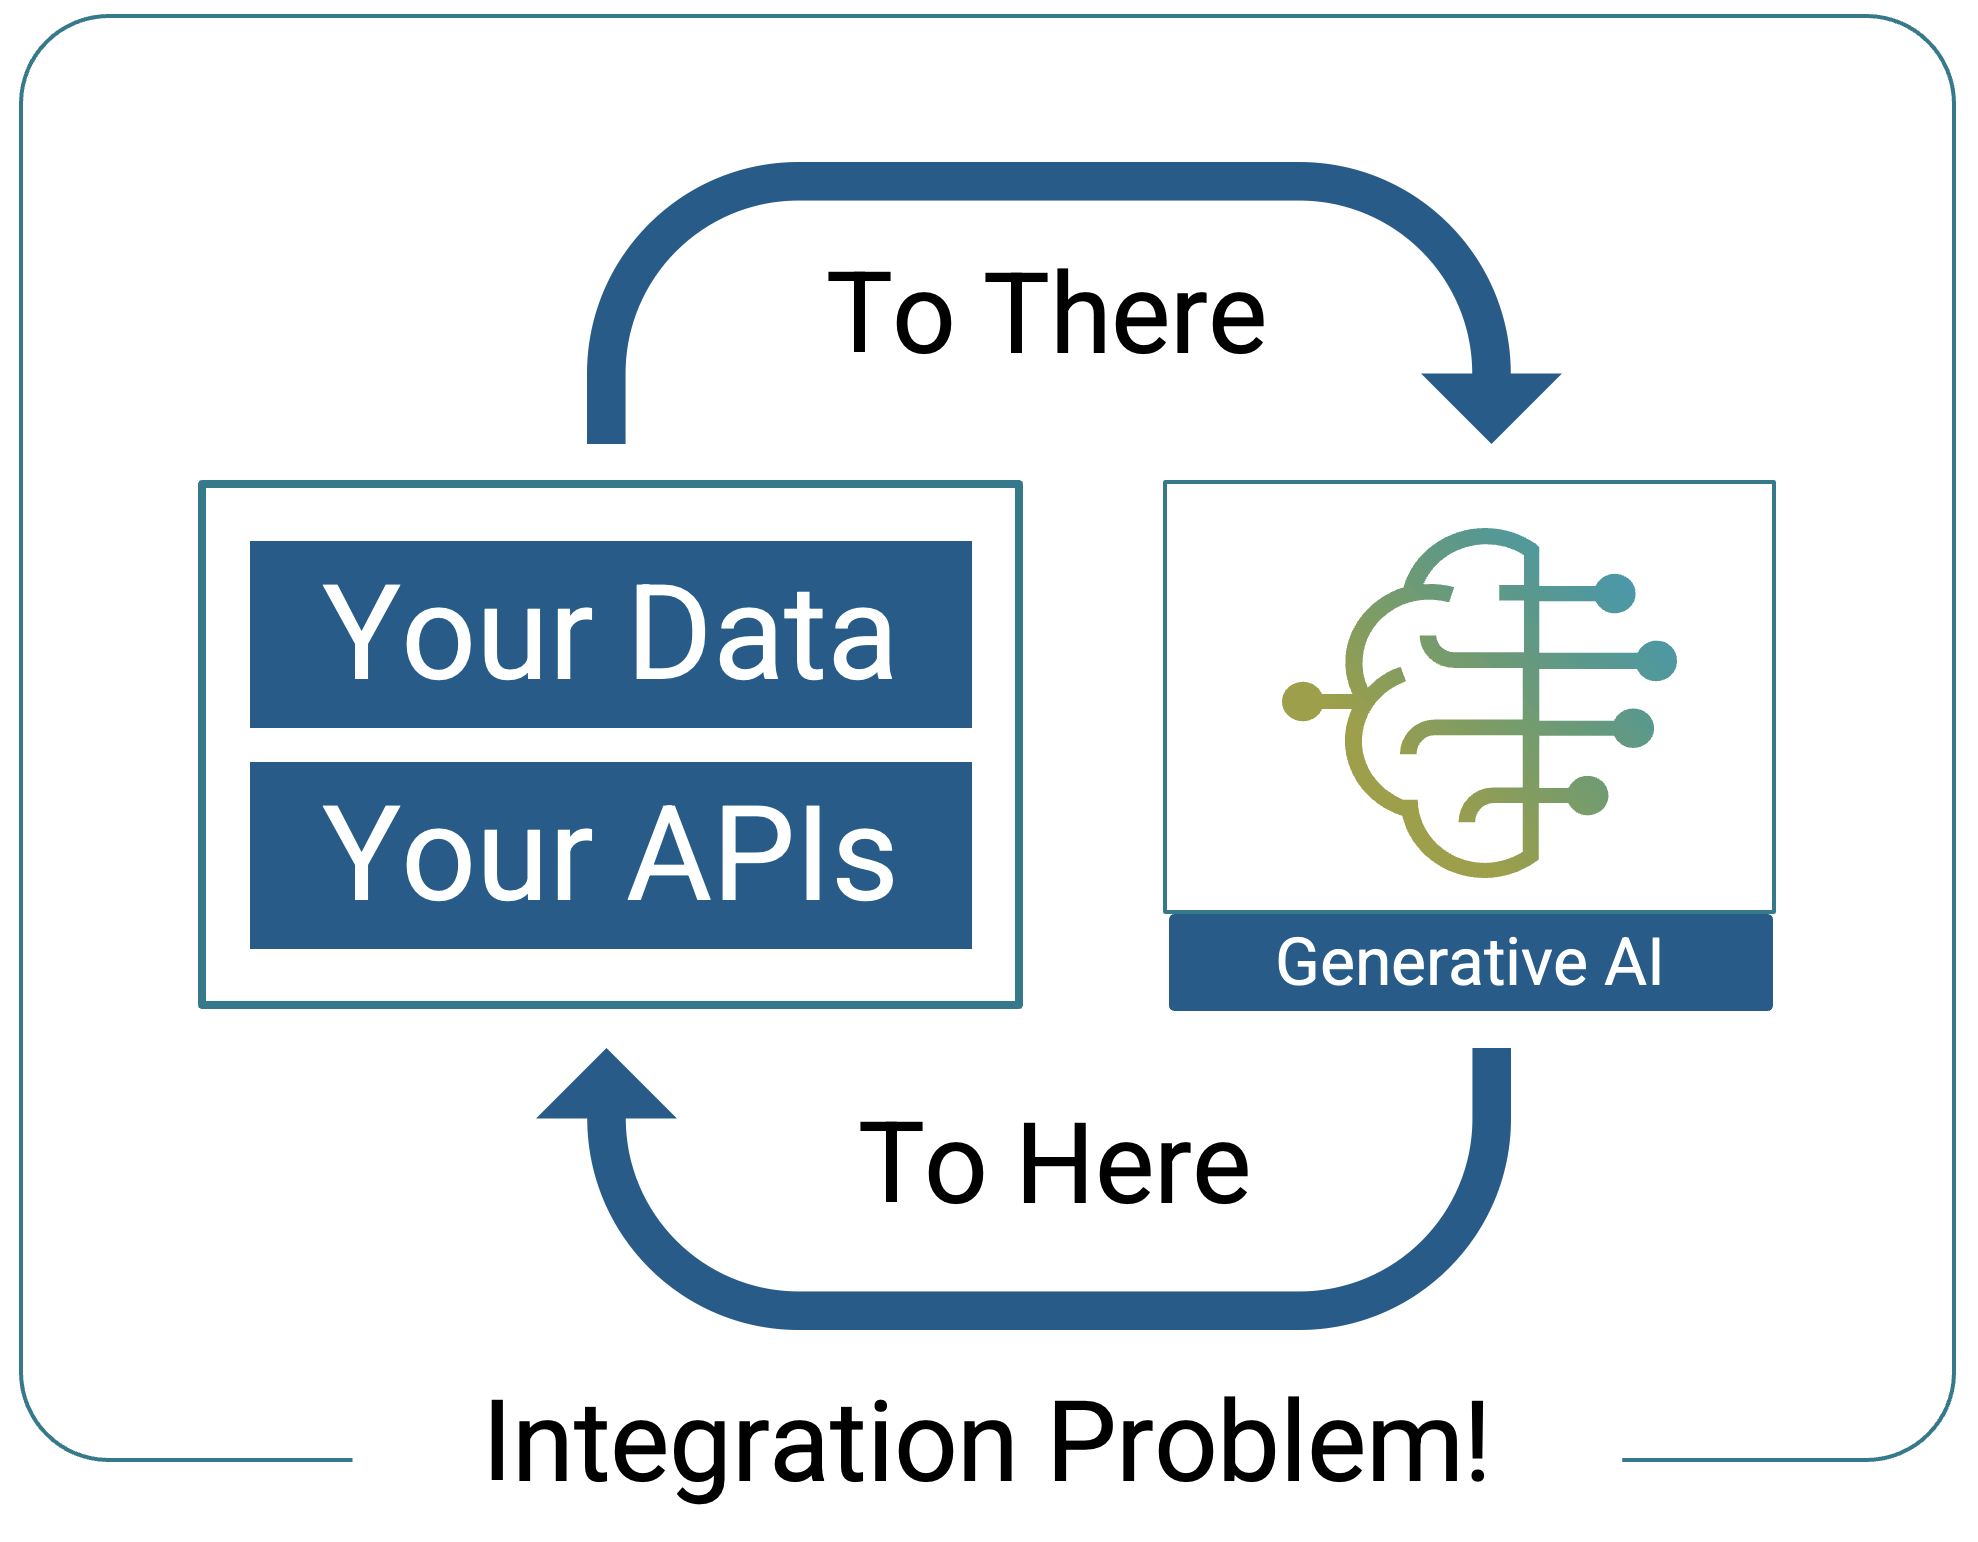 To There
Your Data
Your APIs
Generative AI
To Here
Integration Problem!